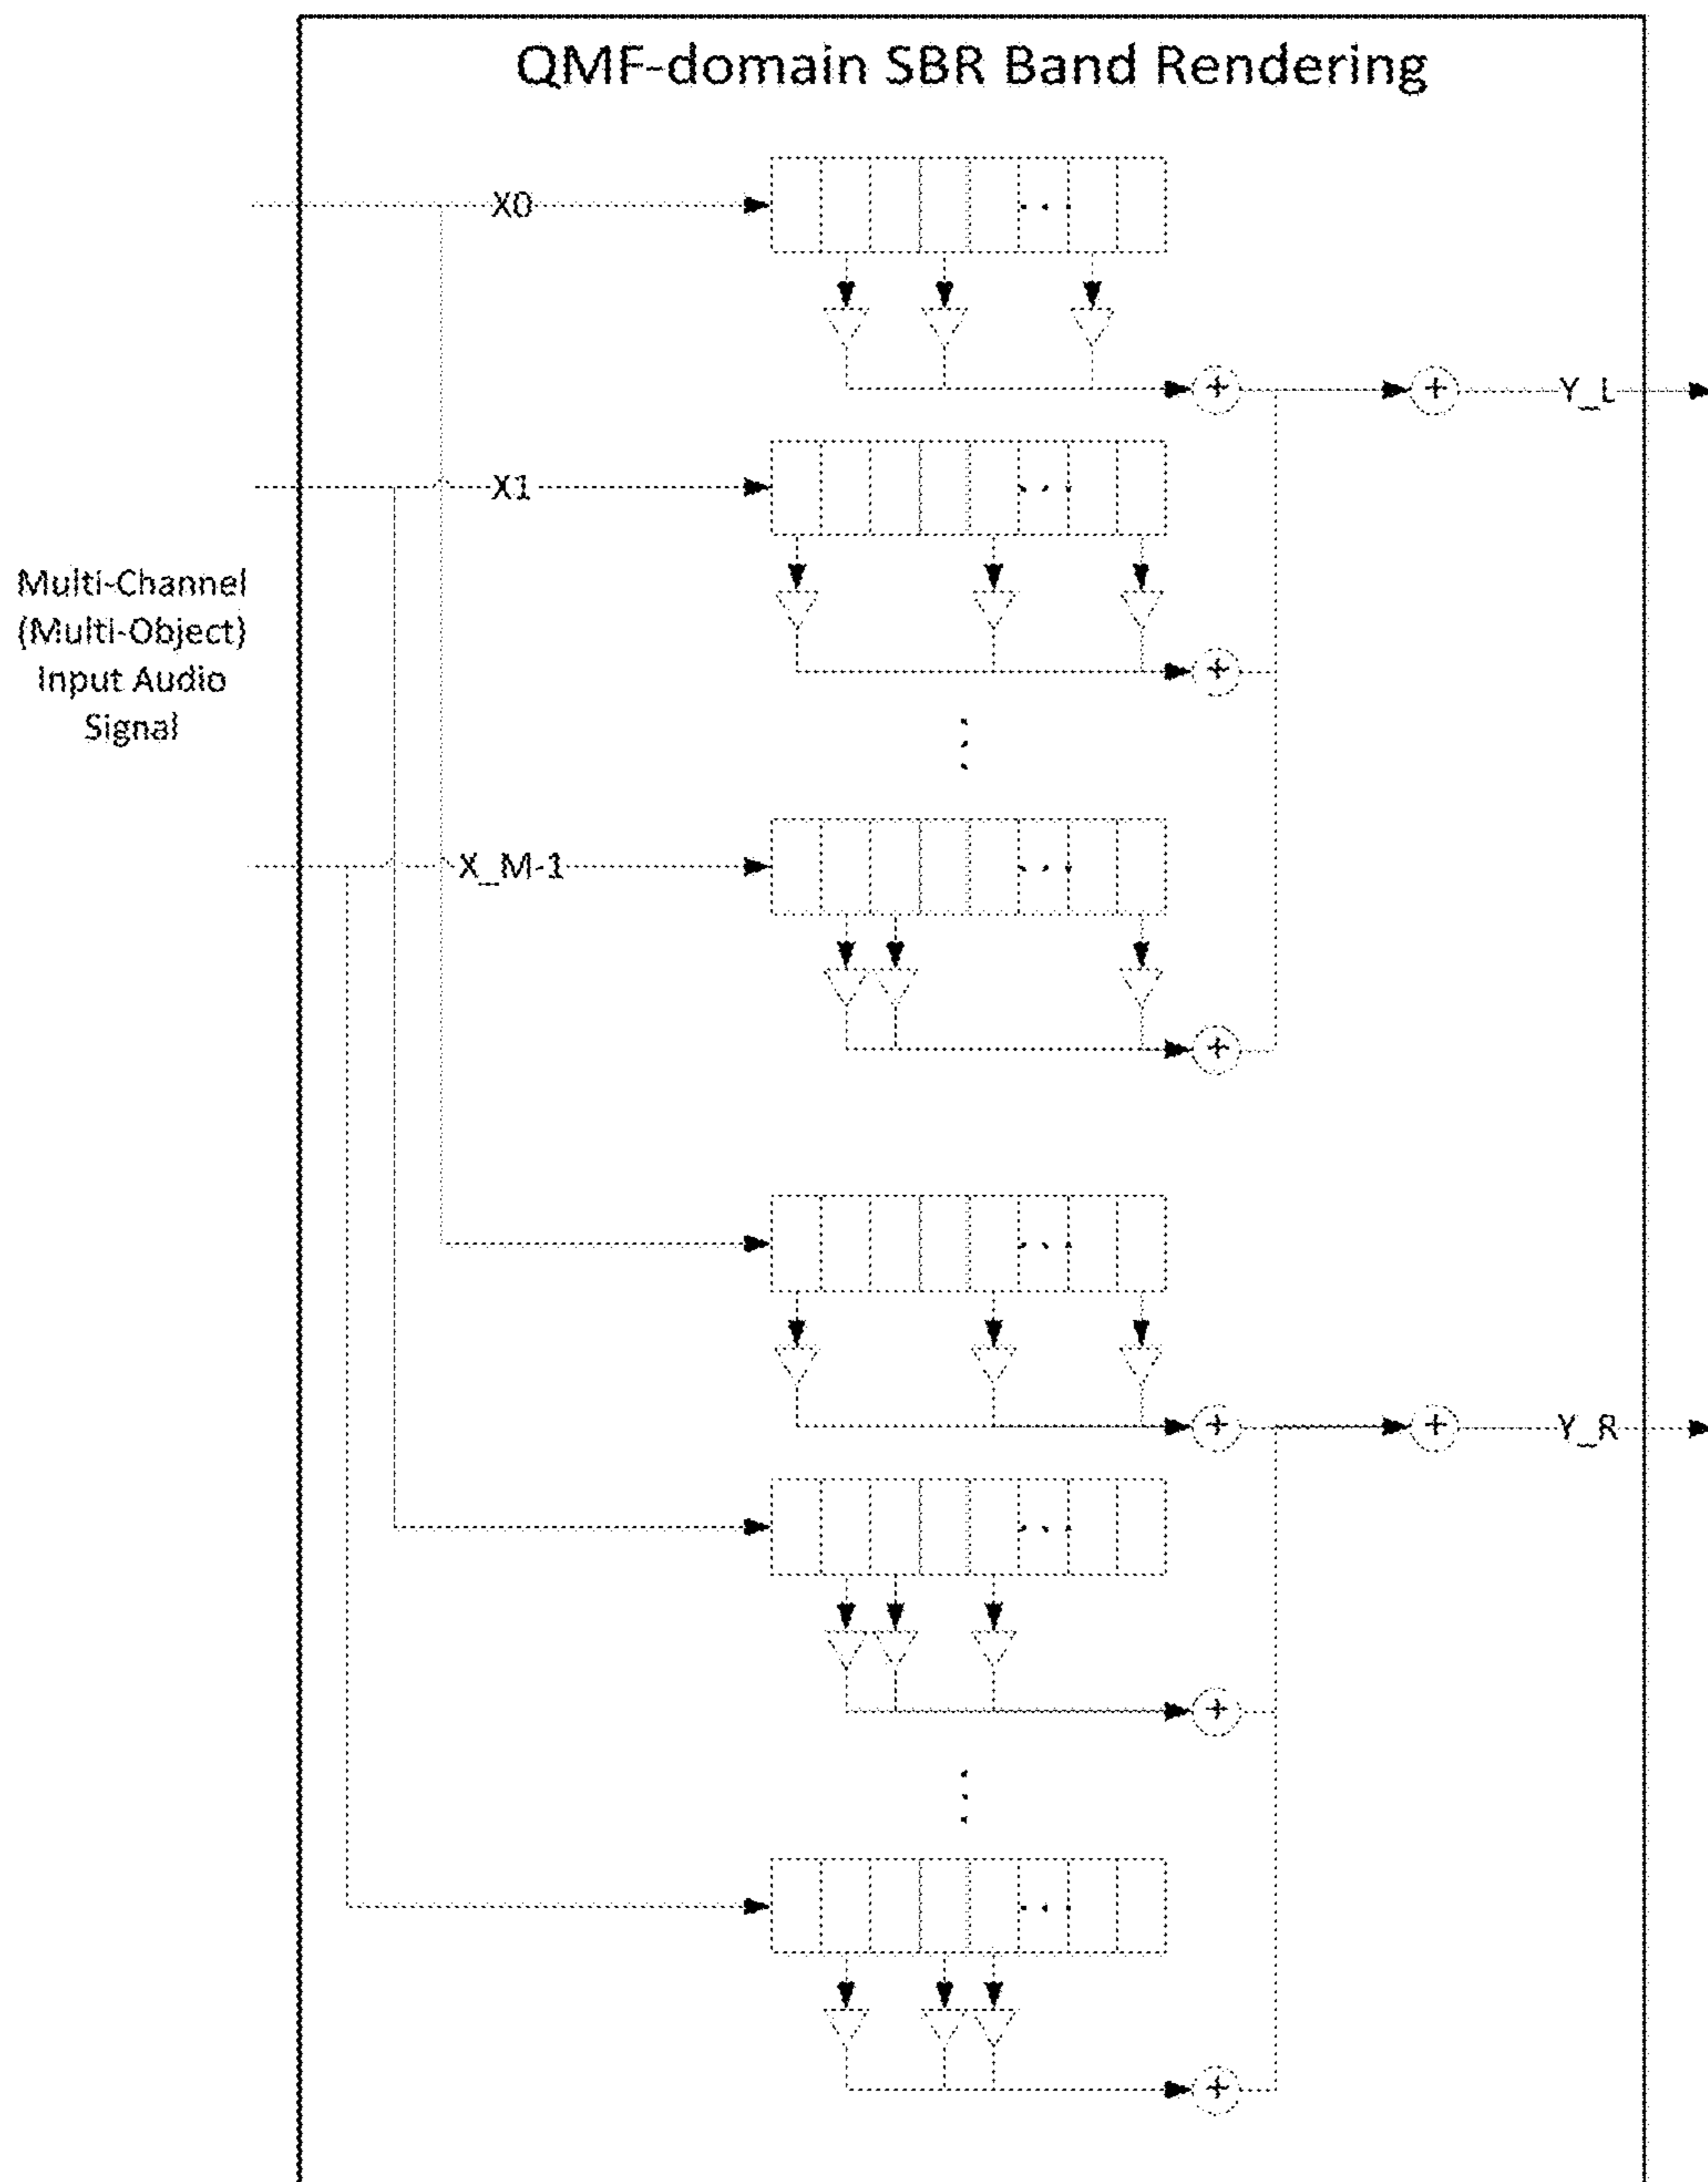 QMF-domain SBR Band Rendering
X0
Y_L
X1
Multi-Channel
(Multi-Object)
Input Audio
Signal
X_M-1
Y_R